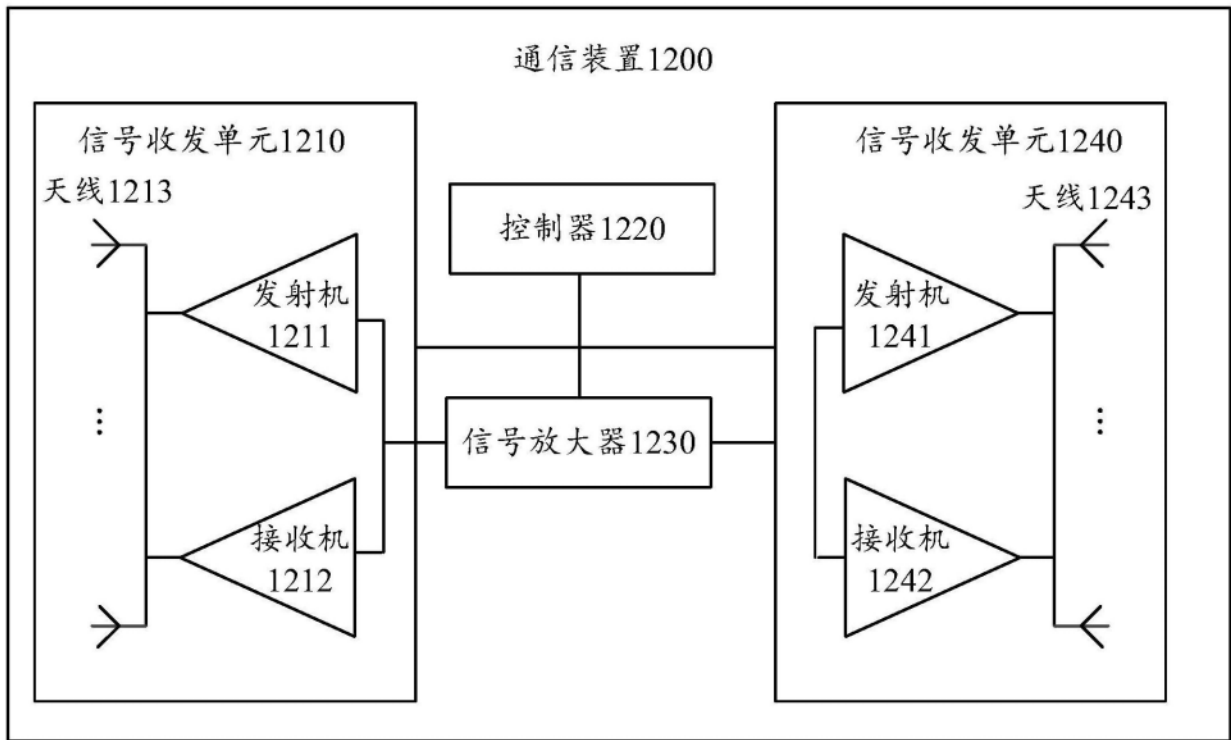 通信装置1200
信号收发单元1210
天线1213
发射机
1211
⋮
接收机
1212
控制器1220
信号放大器1230
信号收发单元1240
天线1243
发射机
1241
⋮
接收机
1242